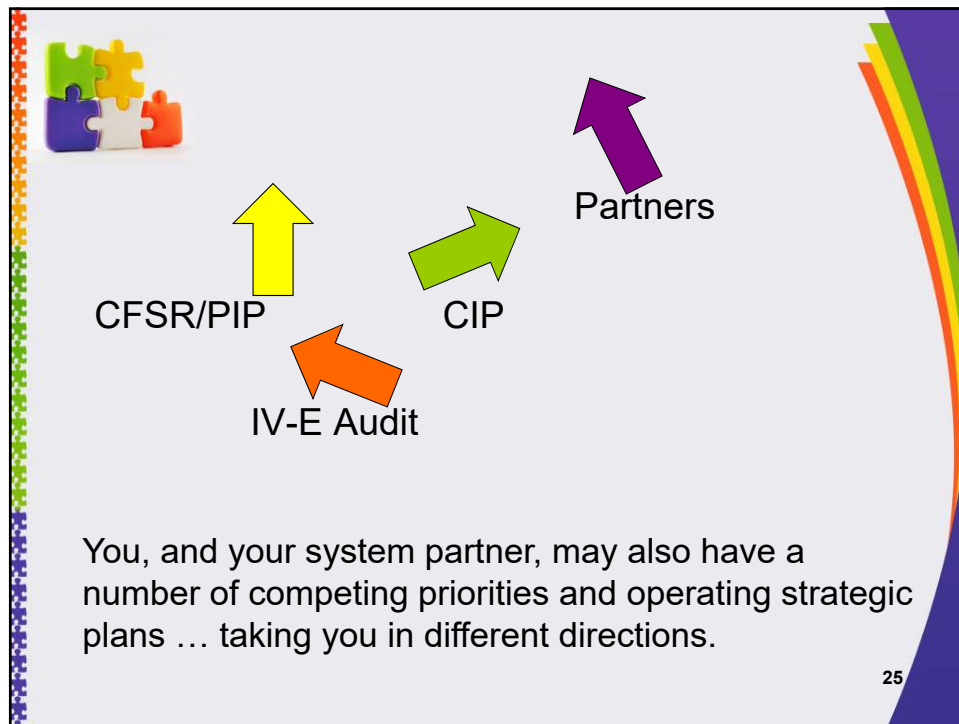 Partners
CFSR/PIP
CIP
IV-E Audit
You, and your system partner, may also have a
number of competing priorities and operating strategic
plans … taking you in different directions.
25